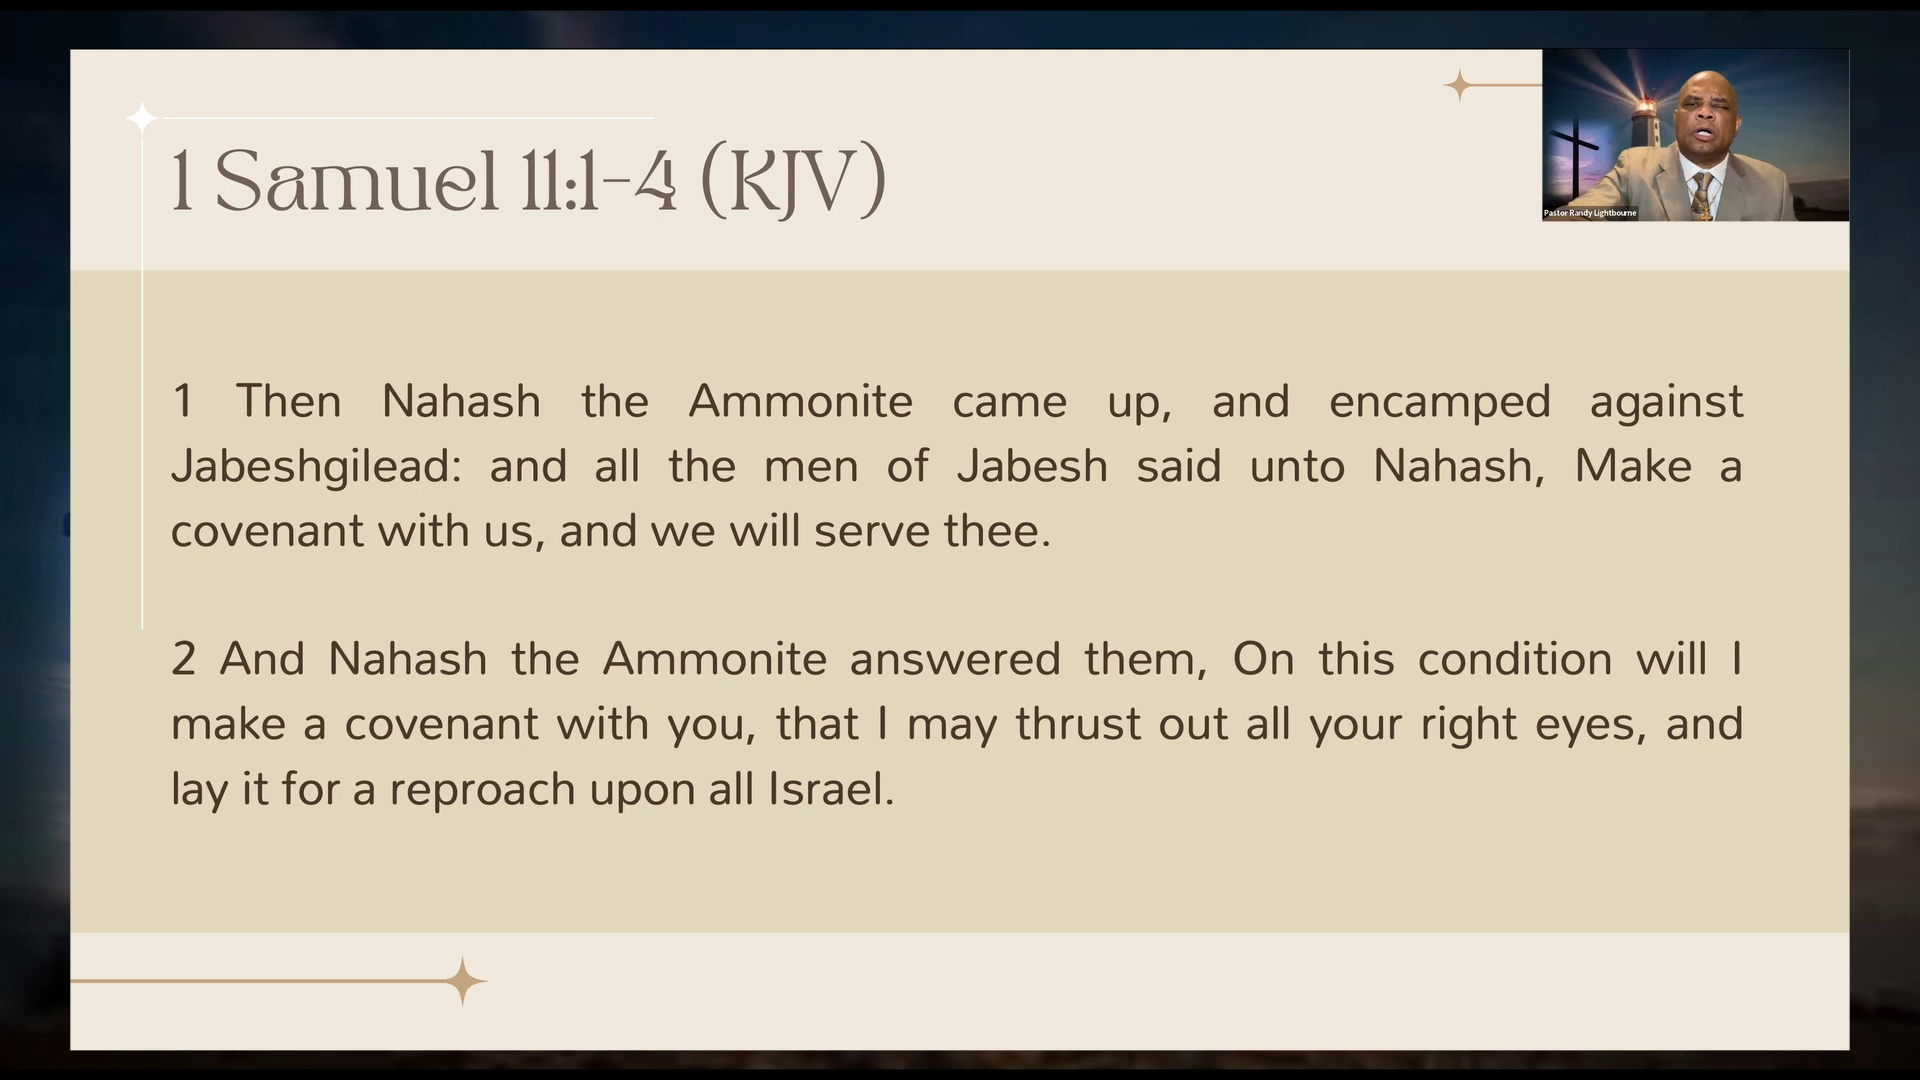 1 Samuel 11:1-4 (KJV)
Pastor Randy Lightbourne
1 Then Nahash the Ammonite came up, and encamped against
Jabeshgilead: and all the men of Jabesh said unto Nahash, Make a
covenant with us, and we will serve thee.
2 And Nahash the Ammonite answered them, On this condition will I
make a covenant with you, that I may thrust out all your right eyes, and
lay it for a reproach upon all Israel.